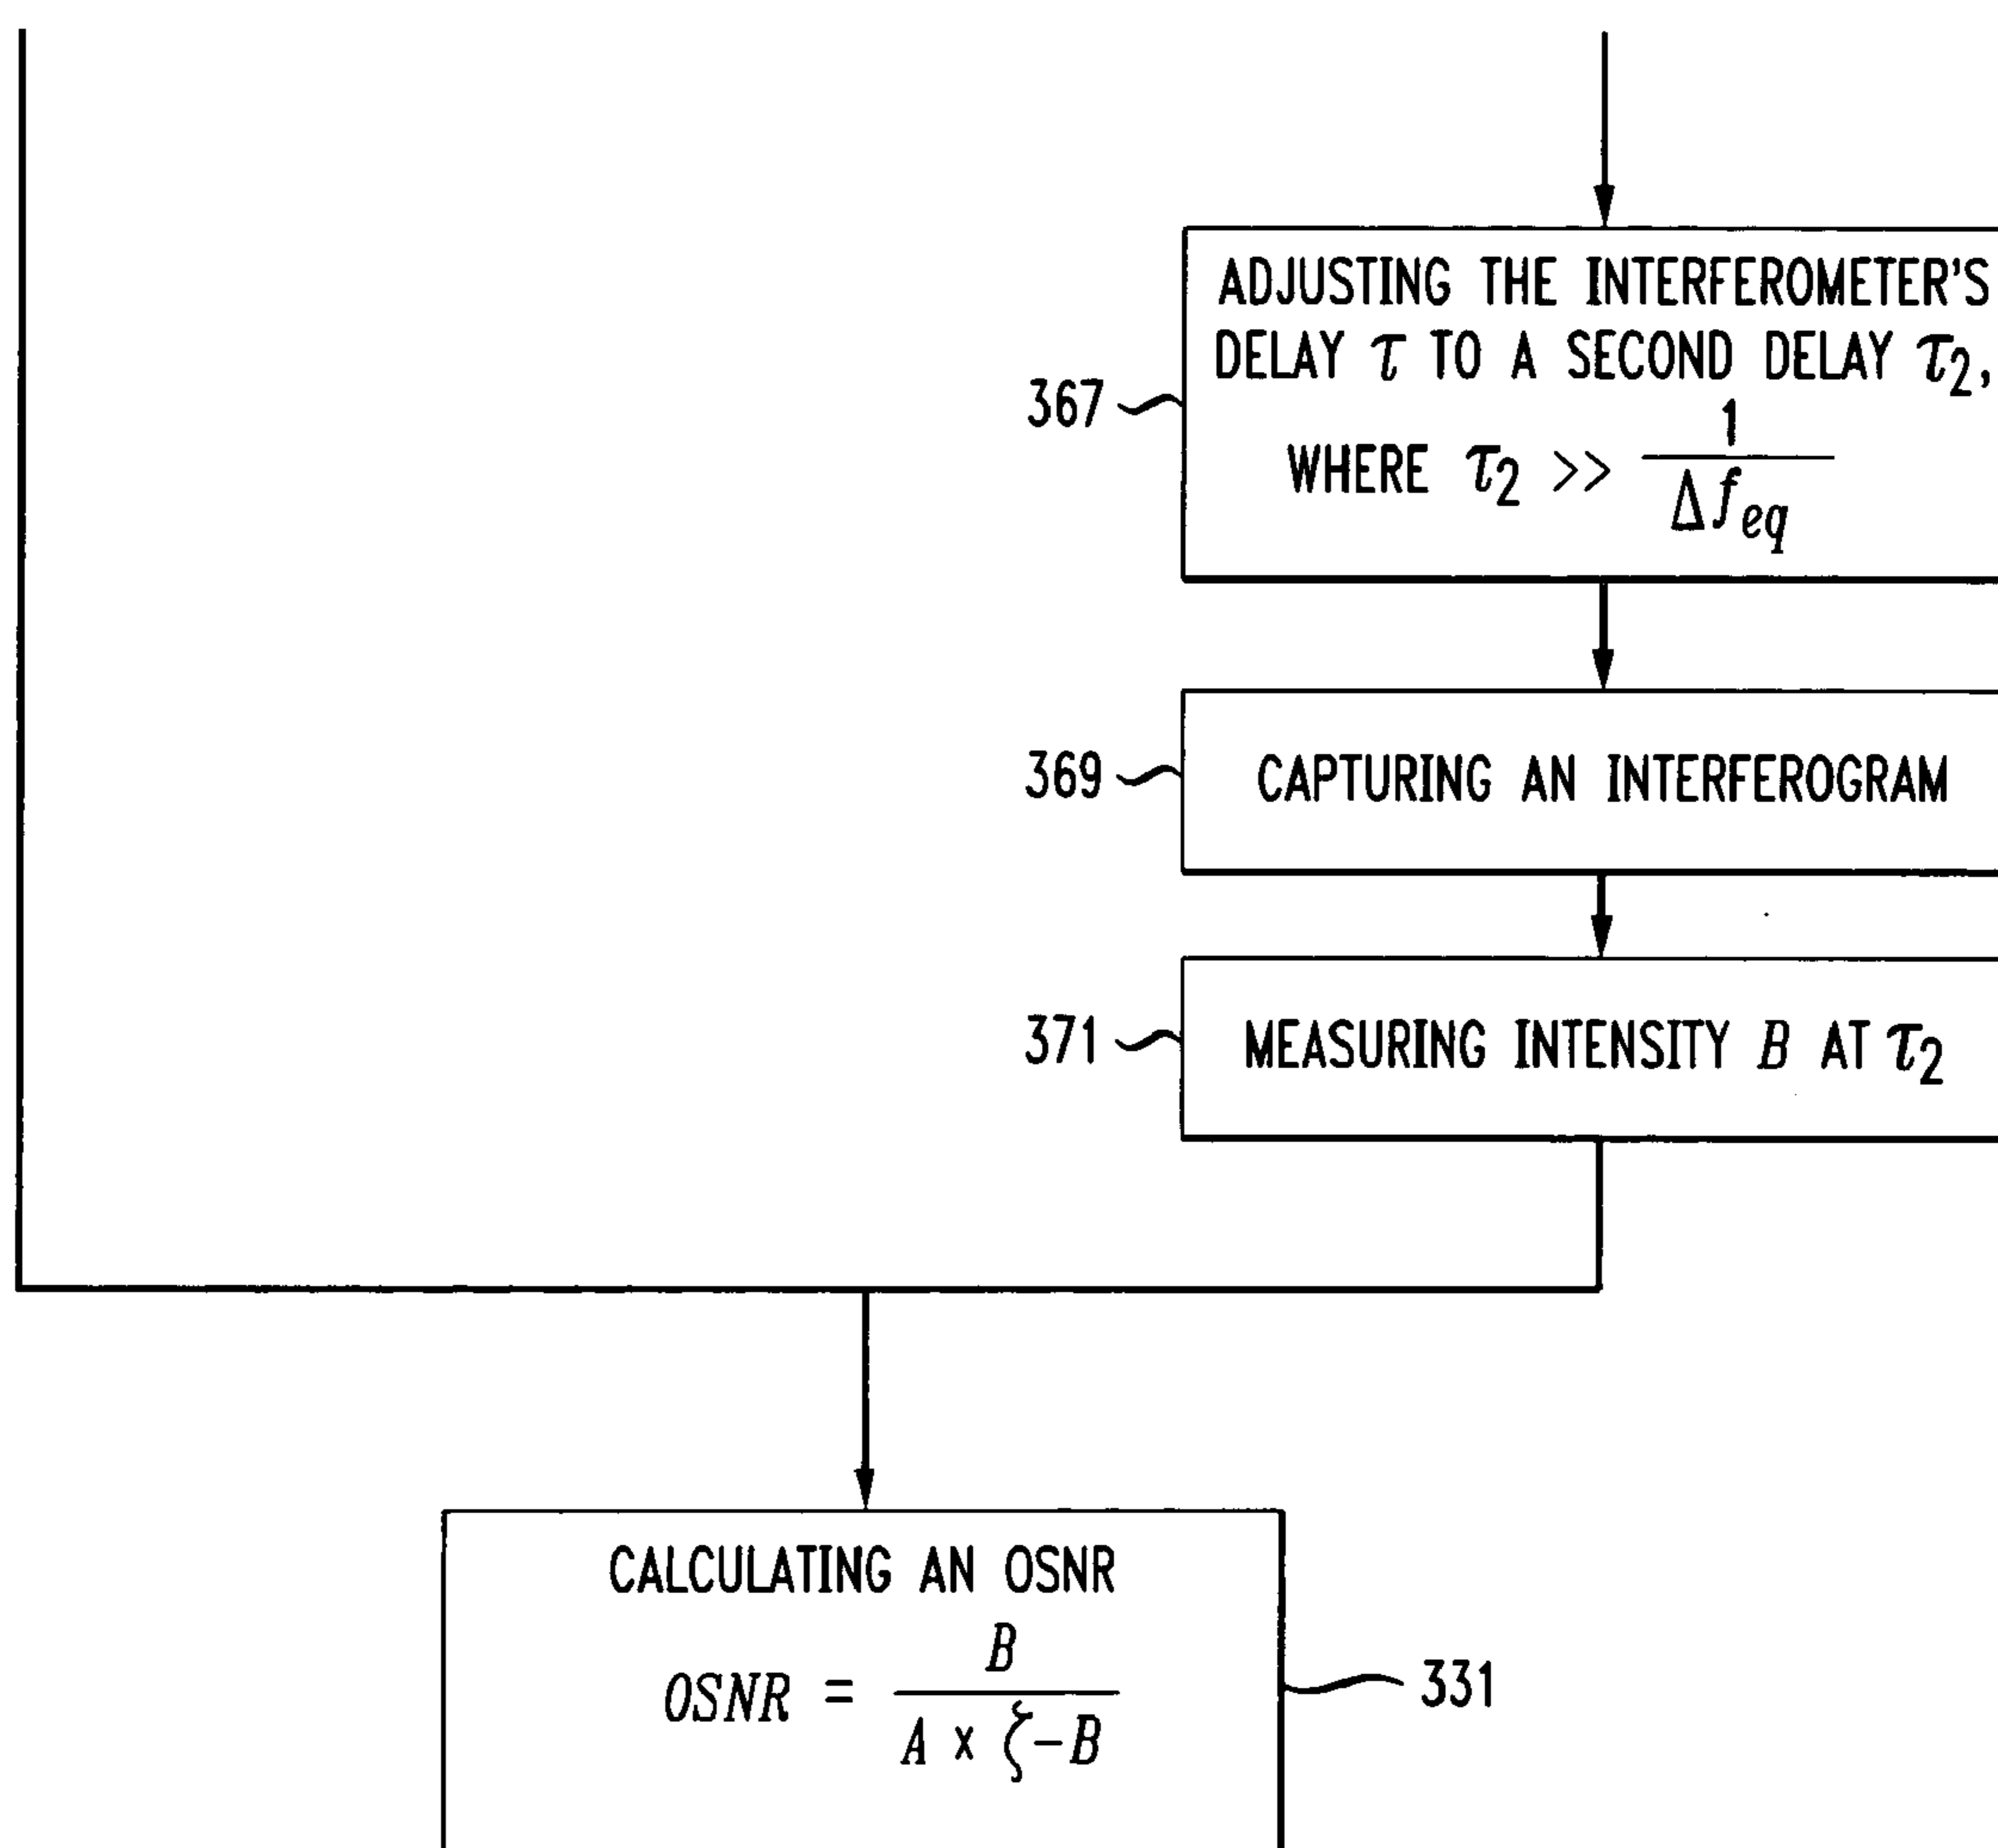 ADJUSTING THE INTERFEROMETER'S
DELAY τ TO A SECOND DELAY τ2,
367
WHERE τ2 >> 1/Δfeq
369
CAPTURING AN INTERFEROGRAM
371
MEASURING INTENSITY B AT τ2
CALCULATING AN OSNR
OSNR = B/(A × ζ-B)
331